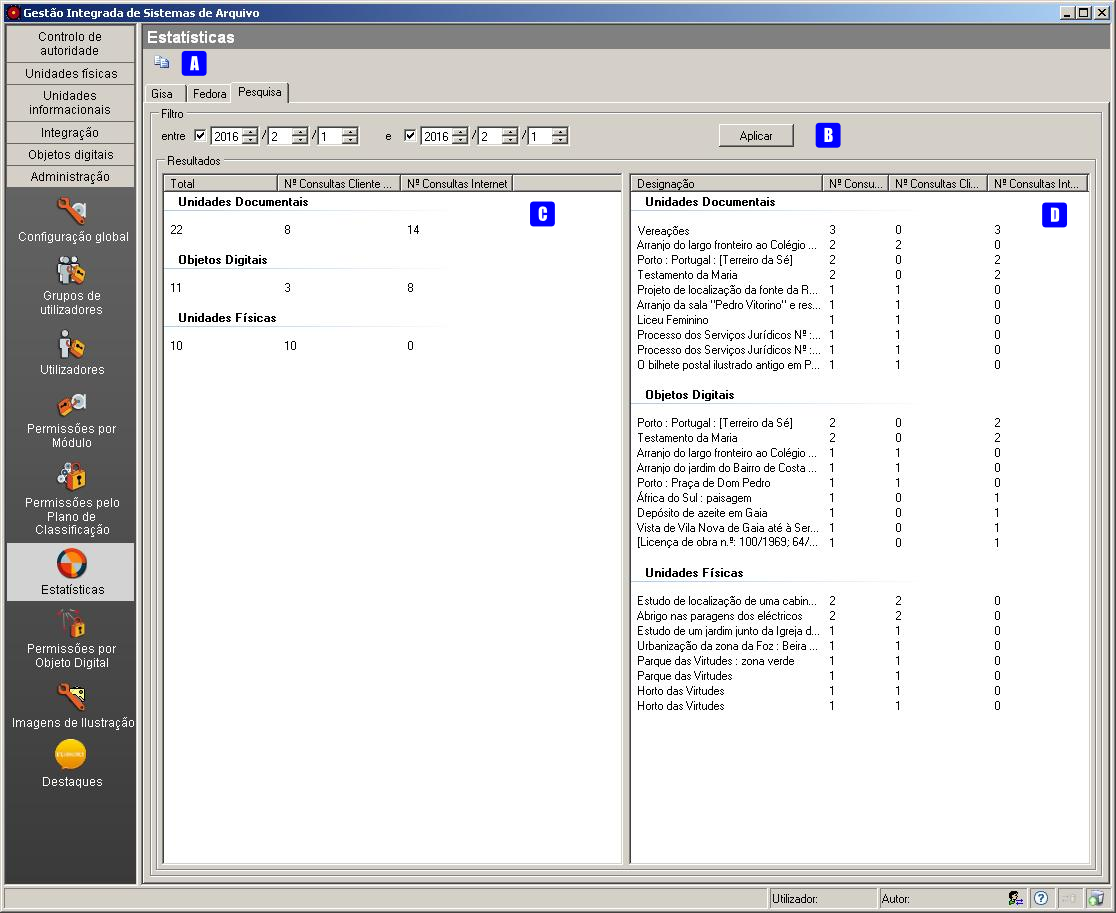 Gestão Integrada de Sistemas de Arquivo
Controlo de
autoridade
Unidades físicas
Unidades
informacionais
Integração
Objetos digitais
Administração
Configuração global
Grupos de
utilizadores
Utilizadores
Permissões por
Módulo
Permissões pelo
Plano de
Classificação
Estatísticas
Permissões por
Objeto Digital
Imagens de Ilustração
Destaques
Estatísticas
A
Gisa Fedora Pesquisa
Filtro
entre 2016 / 2 / 1 e 2016 / 2 / 1 Aplicar B
Resultados
Total Nº Consultas Cliente ... Nº Consultas Internet
C
Unidades Documentais
22 8 14
Objetos Digitais
11 3 8
Unidades Físicas
10 10 0
Designação Nº Consu... Nº Consultas Cli... Nº Consultas Int...
D
Unidades Documentais
Vereações 3 0 3
Arranjo do largo fronteiro ao Colégio ... 2 2 0
Porto : Portugal : [Terreiro da Sé] 2 0 2
Testamento da Maria 2 0 2
Projeto de localização da fonte da R... 1 1 0
Arranjo da sala "Pedro Vitorino" e res... 1 1 0
Liceu Feminino 1 1 0
Processo dos Serviços Jurídicos Nº :... 1 1 0
Processo dos Serviços Jurídicos Nº :... 1 1 0
O bilhete postal ilustrado antigo em P... 1 1 0
Objetos Digitais
Porto : Portugal : [Terreiro da Sé] 2 0 2
Testamento da Maria 2 0 2
Arranjo do largo fronteiro ao Colégio ... 1 1 0
Arranjo do jardim do Bairro de Costa ... 1 1 0
Porto : Praça de Dom Pedro 1 1 0
África do Sul : paisagem 1 0 1
Depósito de azeite em Gaia 1 0 1
Vista de Vila Nova de Gaia até à Ser... 1 0 1
[Licença de obra n.º: 100/1969; 64/... 1 0 1
Unidades Físicas
Estudo de localização de uma cabin... 2 2 0
Abrigo nas paragens dos eléctricos 2 2 0
Estudo de um jardim junto da Igreja d... 1 1 0
Urbanização da zona da Foz : Beira ... 1 1 0
Parque das Virtudes : zona verde 1 1 0
Parque das Virtudes 1 1 0
Horto das Virtudes 1 1 0
Horto das Virtudes 1 1 0
Utilizador: Autor: